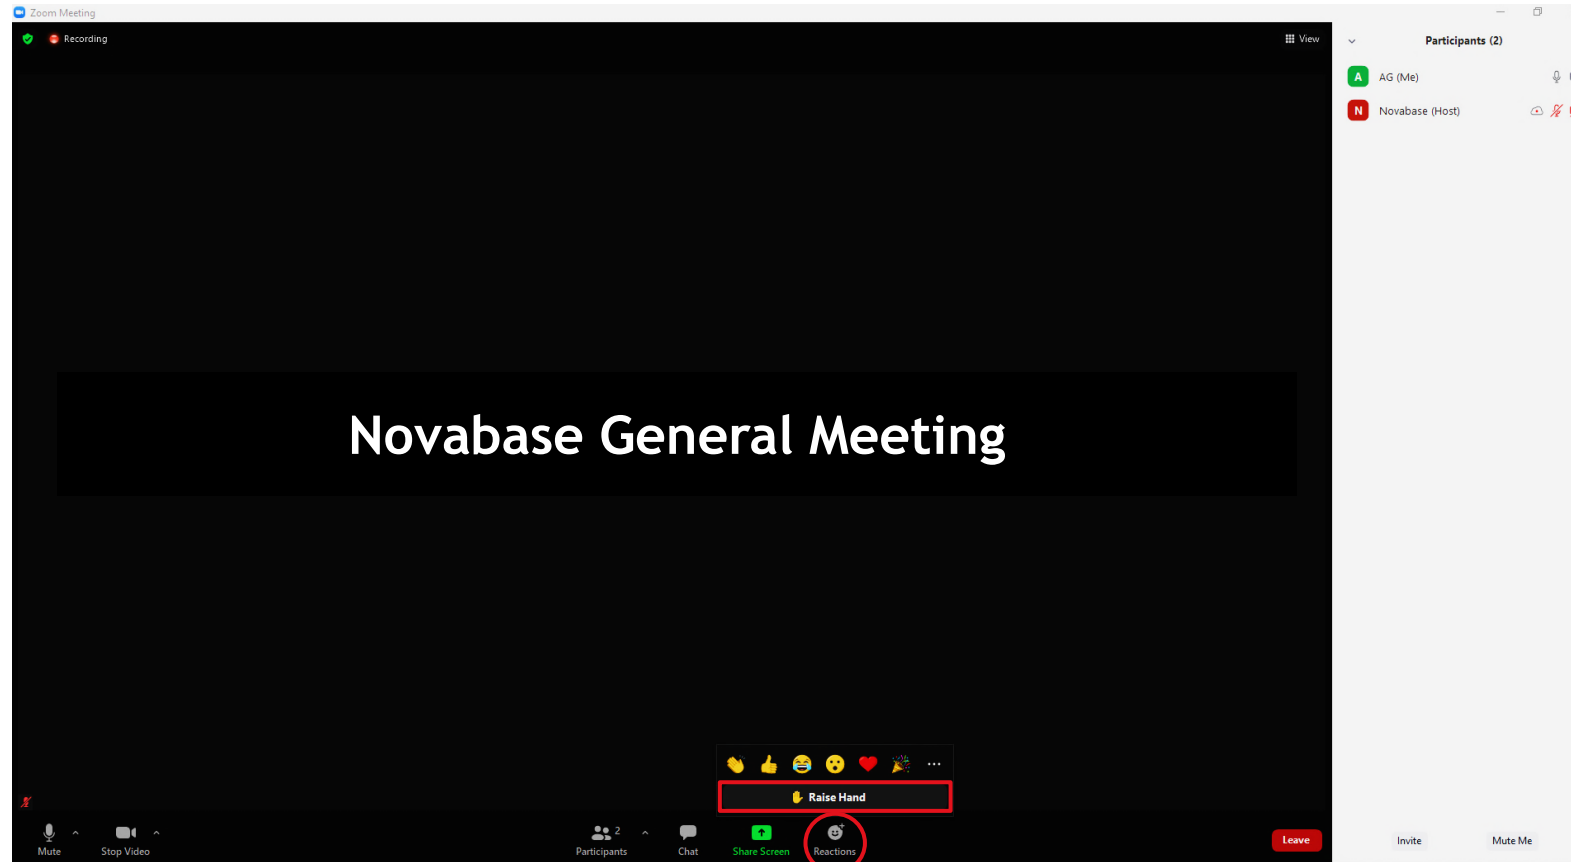 Zoom Meeting
Recording
View
Participants (2)
A AG (Me)
N Novabase (Host)
Novabase General Meeting
Raise Hand
Mute
Stop Video
2
Participants
Chat
Share Screen
Reactions
Leave
Invite
Mute Me